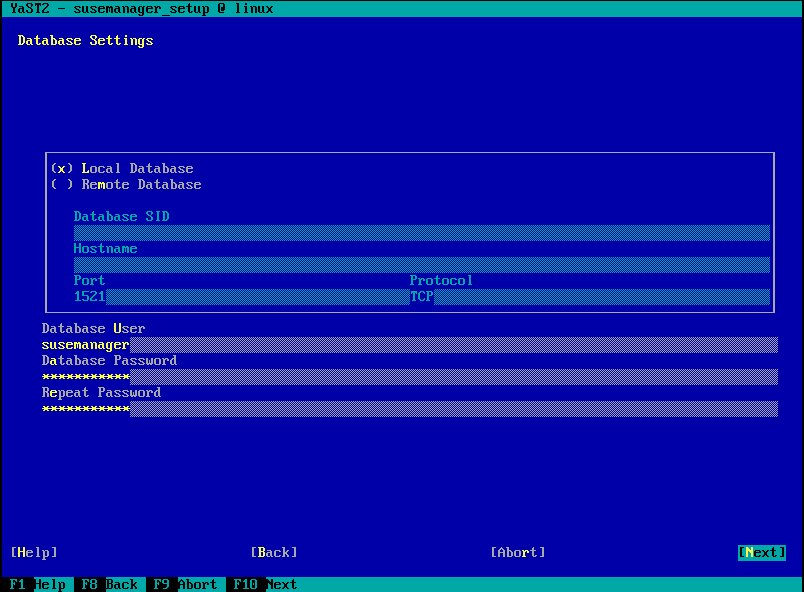 YaST2 - susemanager_setup @ linux
Database Settings
(x) Local Database
( ) Remote Database
Database SID
Hostname
Port Protocol
1521 TCP
Database User
susemanager
Database Password
***********
Repeat Password
***********
[Help] [Back] [Abort] [Next]
F1 Help F8 Back F9 Abort F10 Next